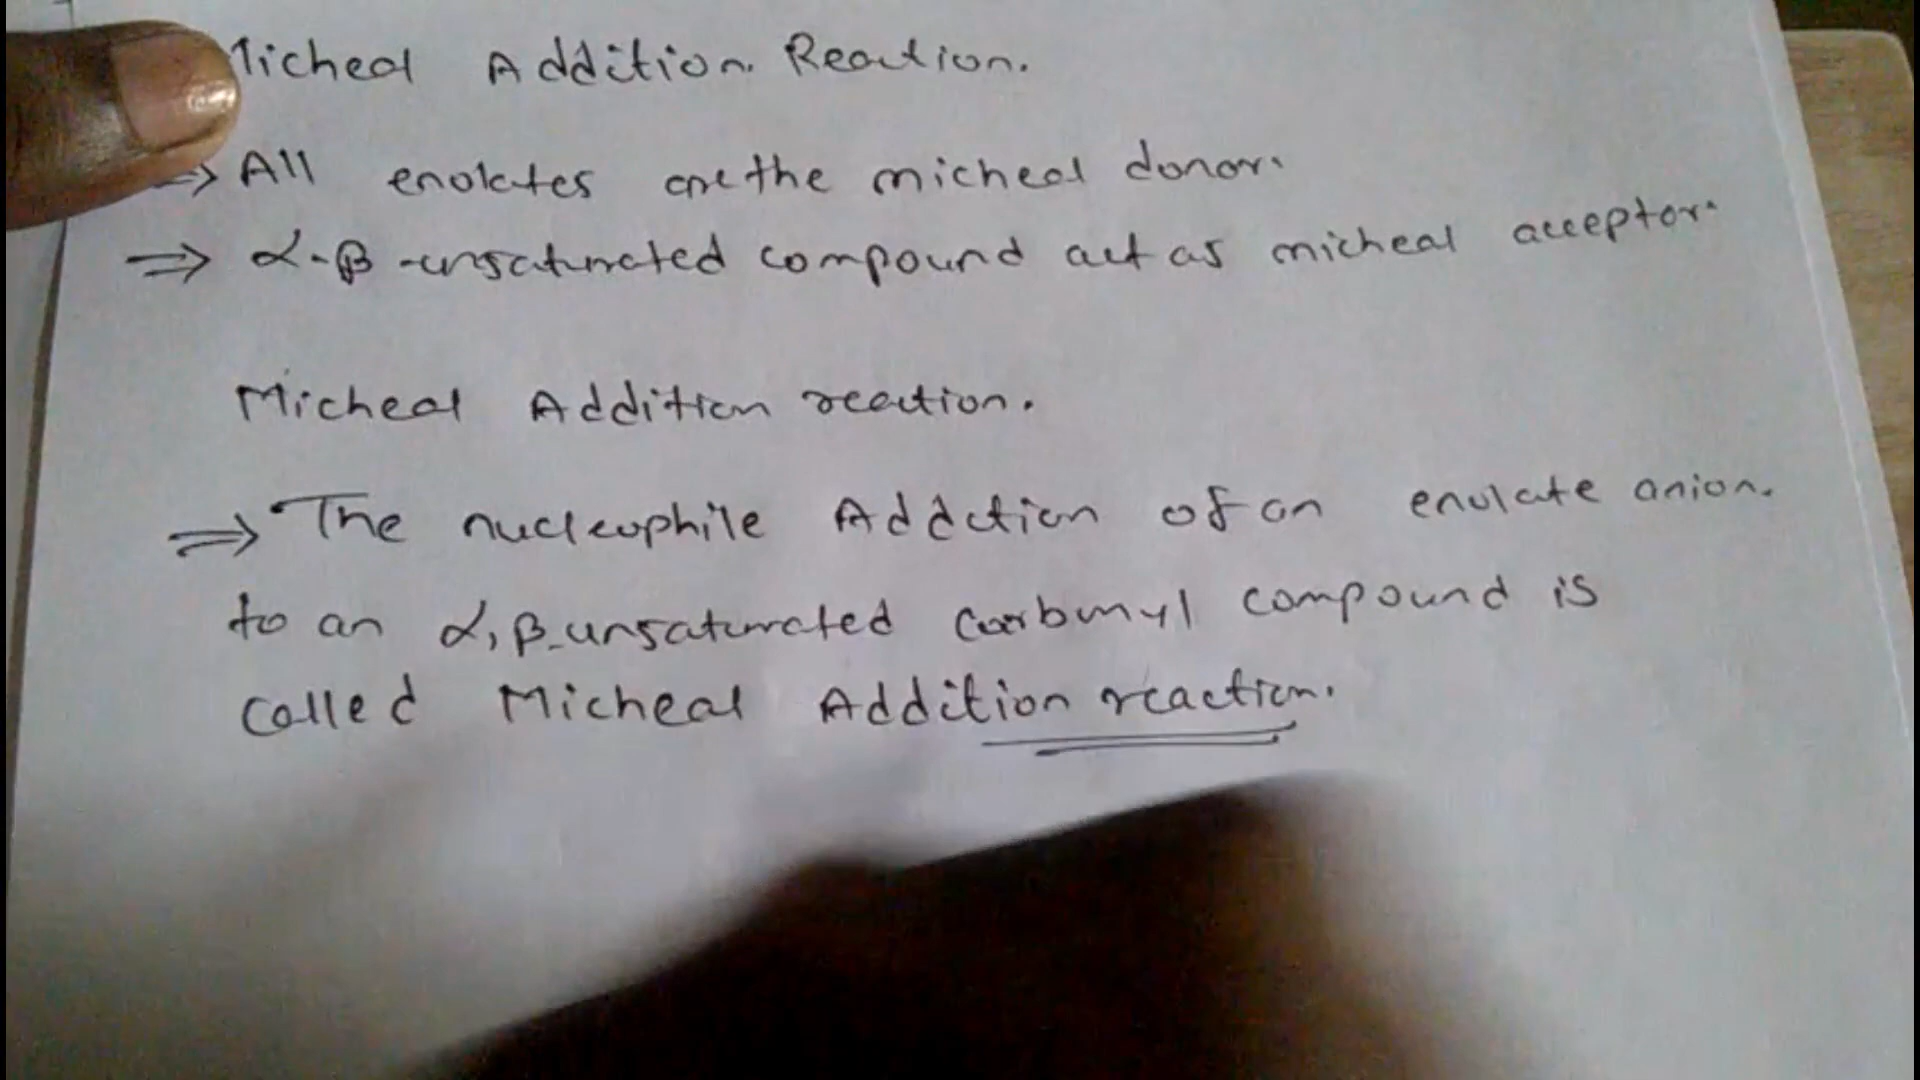 Micheal Addition Reaction.
⇒ All enolates are the micheal donor.
⇒ α-β-unsaturated compound act as micheal acceptor.
Micheal Addition reaction.
⇒ The nucleophile Addition of an enolate anion.
to an α,β-unsaturated carbonyl compound is
called Micheal Addition reaction.